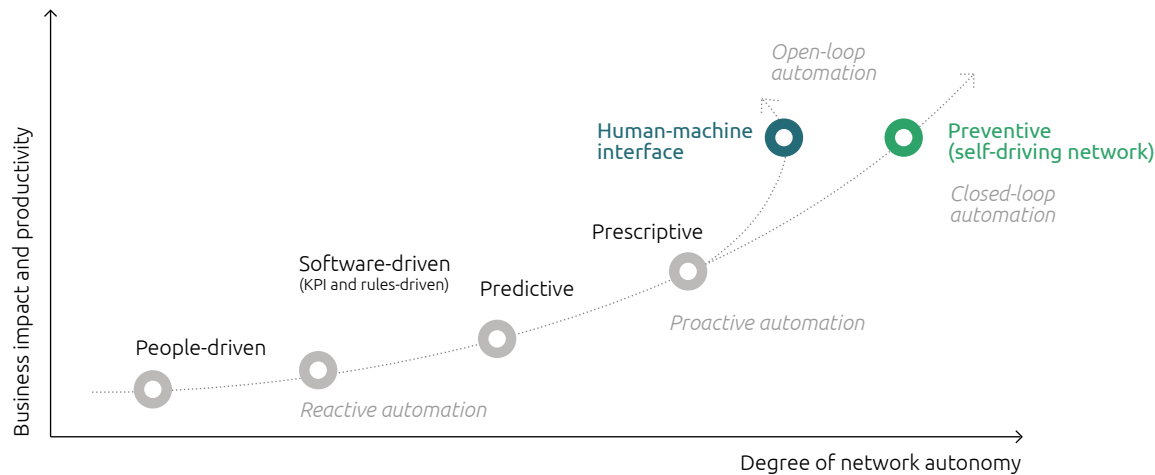 Open-loop
automation
Human-machine
interface
Preventive
(self-driving network)
Closed-loop
automation
Prescriptive
Software-driven
(KPI and rules-driven)
Predictive
Proactive automation
People-driven
Reactive automation
Business impact and productivity
Degree of network autonomy